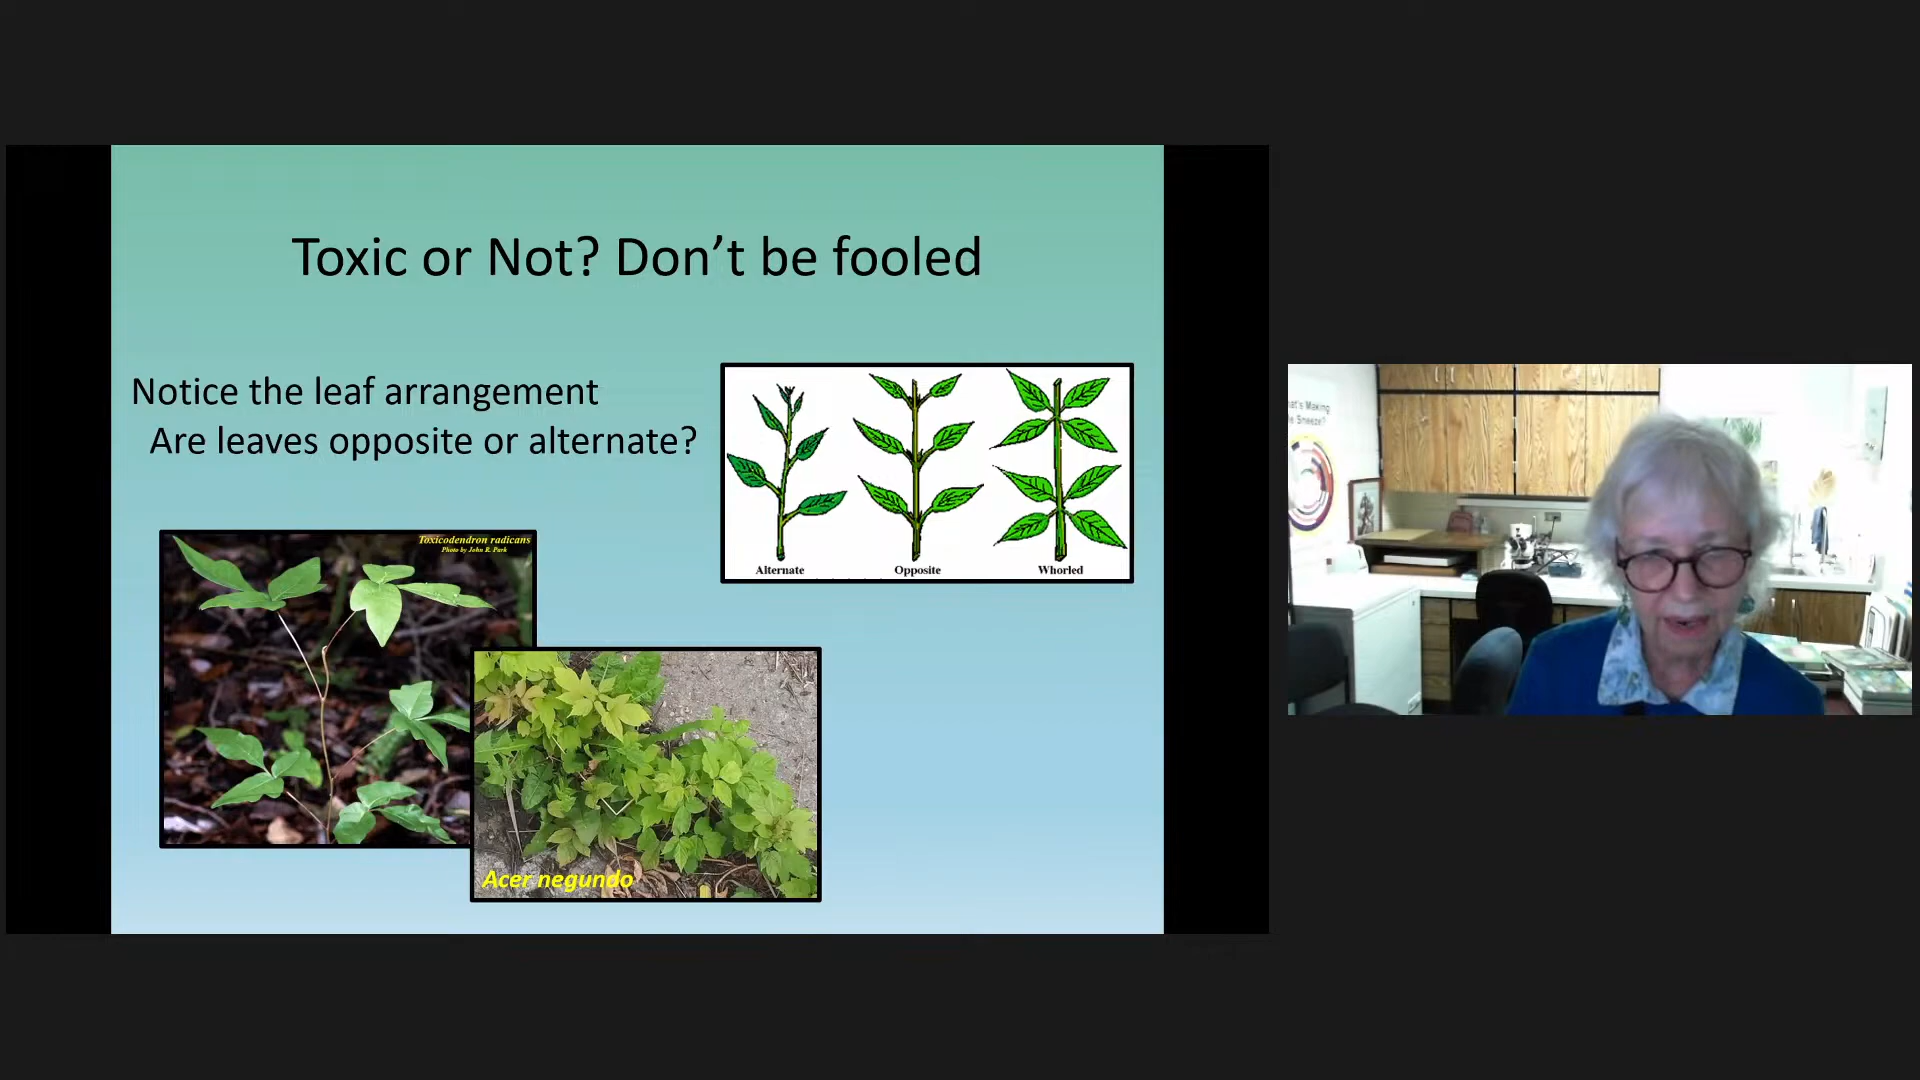 Toxic or Not? Don’t be fooled
Notice the leaf arrangement
Are leaves opposite or alternate?
Alternate
Opposite
Whorled
Toxicodendron radicans
Photo by John R. Park
Acer negundo
Sneeze?